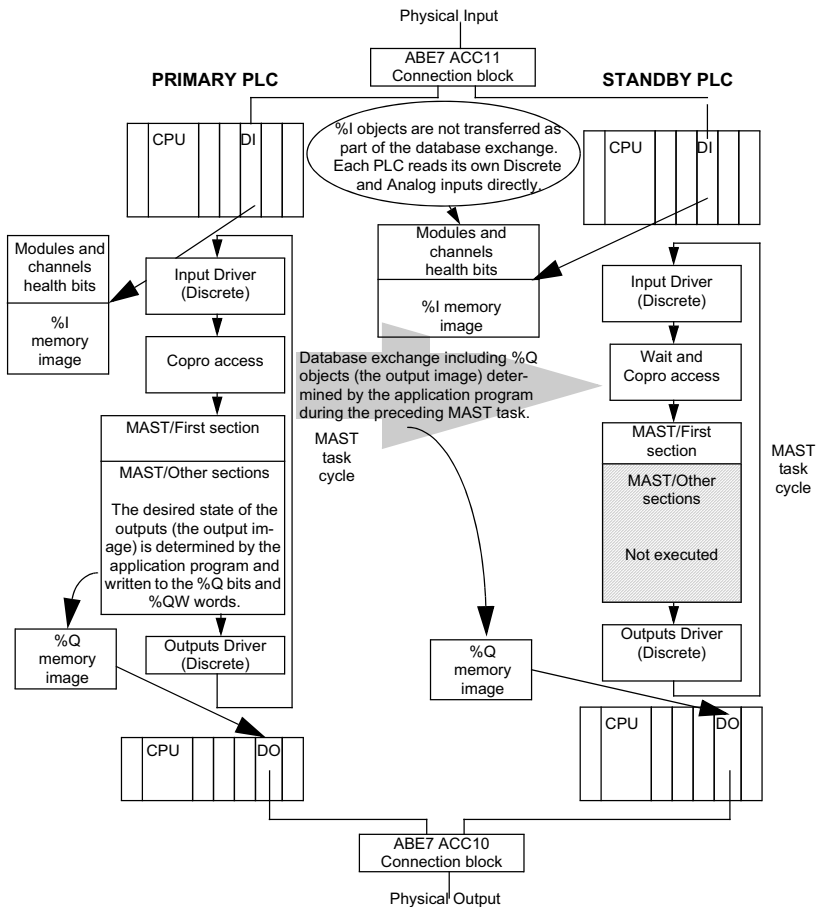 Physical Input
ABE7 ACC11
Connection block
PRIMARY PLC
STANDBY PLC
CPU
DI
%I objects are not transferred as
part of the database exchange.
Each PLC reads its own Discrete
and Analog inputs directly.
CPU
DI
Modules and
channels
health bits
%I
memory
image
Input Driver
(Discrete)
Copro access
MAST/First section
MAST/Other sections
The desired state of the
outputs (the output im-
age) is determined by the
application program and
written to the %Q bits and
%QW words.
MAST
task
cycle
%Q
memory
image
Outputs Driver
(Discrete)
CPU
DO
Modules and
channels
health bits
%I memory
image
Database exchange including %Q
objects (the output image) deter-
mined by the application program
during the preceding MAST task.
Input Driver
(Discrete)
Wait and
Copro access
MAST/First
section
MAST/Other
sections
Not executed
MAST
task
cycle
%Q
memory
image
Outputs Driver
(Discrete)
CPU
DO
ABE7 ACC10
Connection block
Physical Output